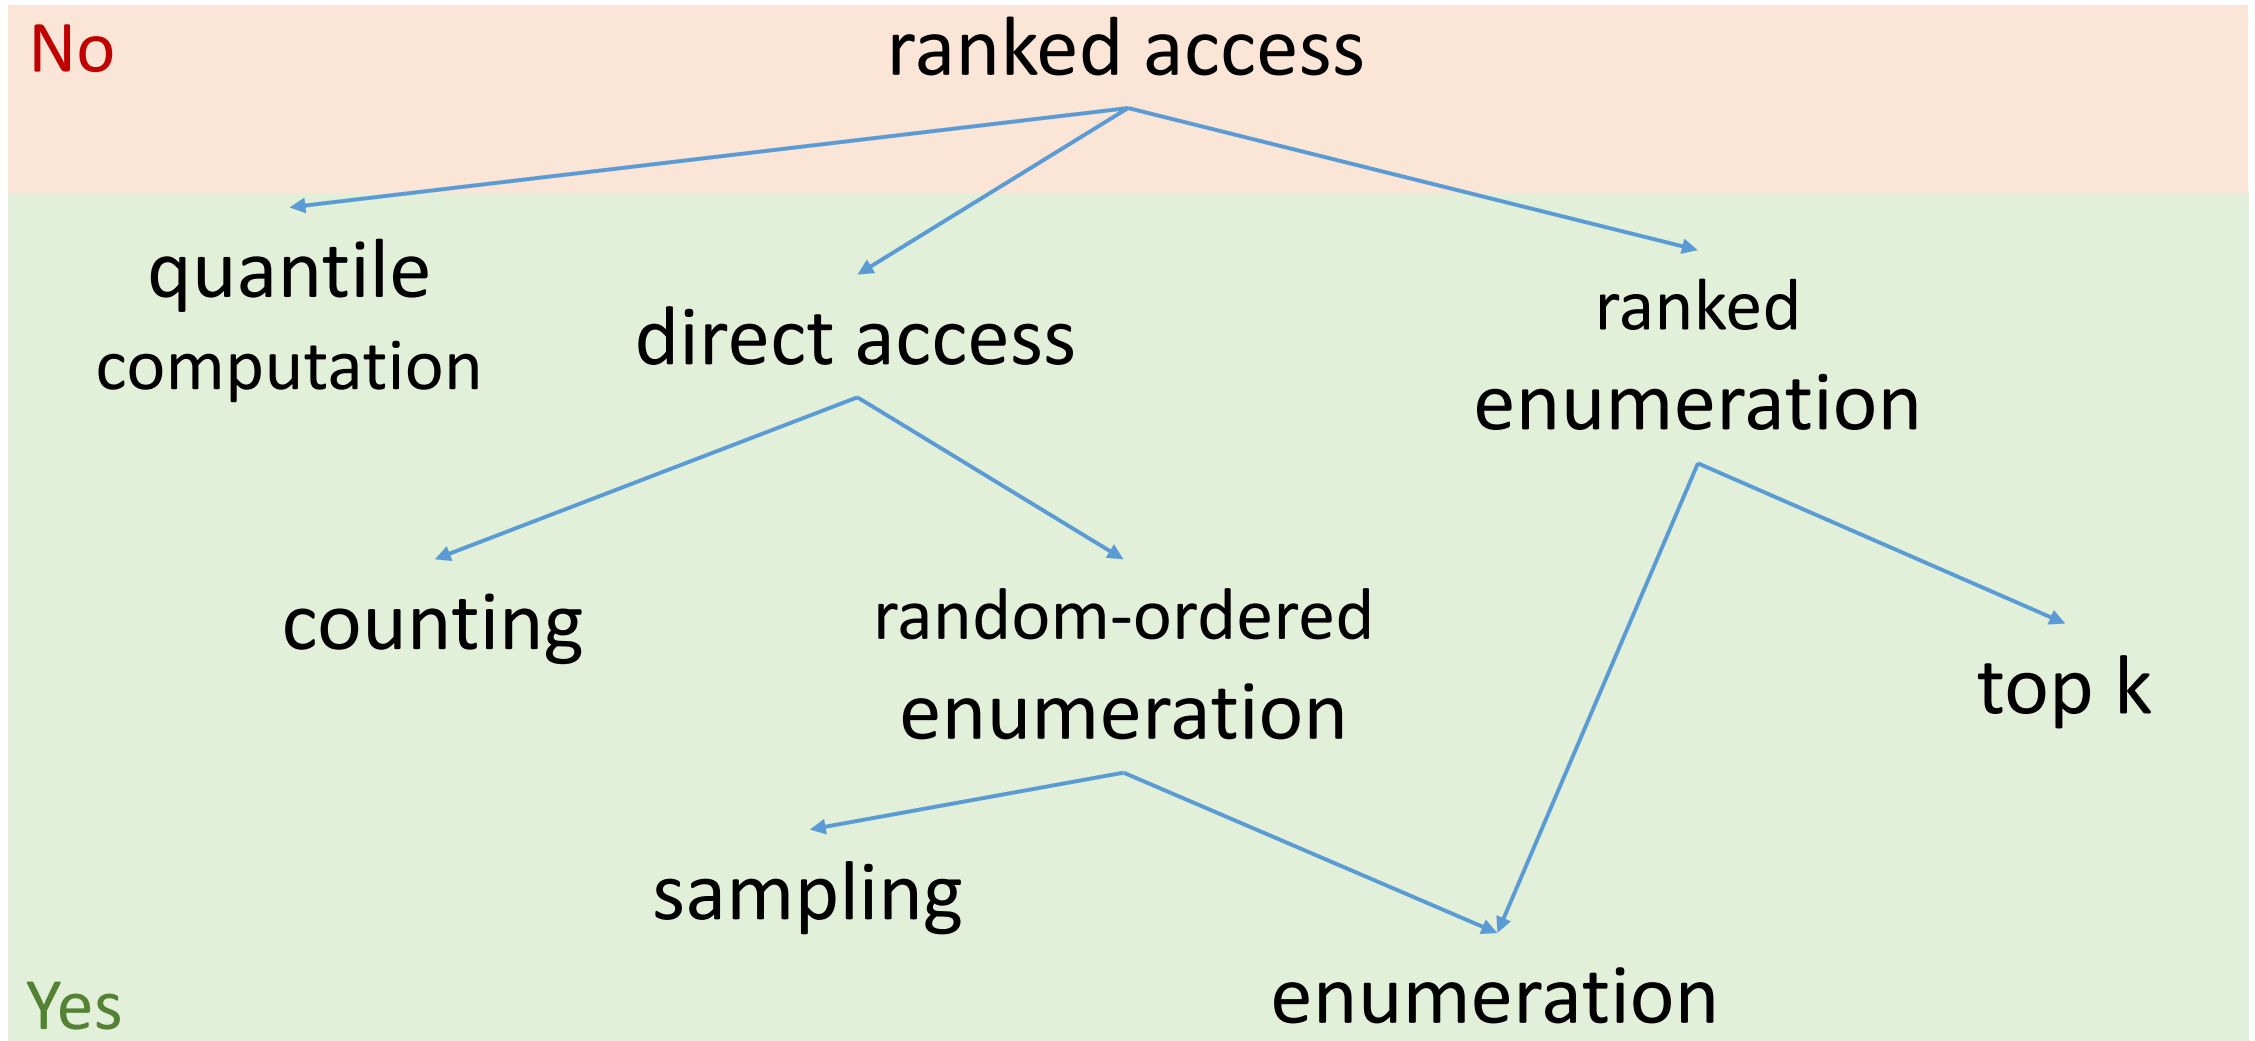 No
ranked access
quantile
computation
direct access
ranked
enumeration
counting
random-ordered
enumeration
top k
sampling
enumeration
Yes